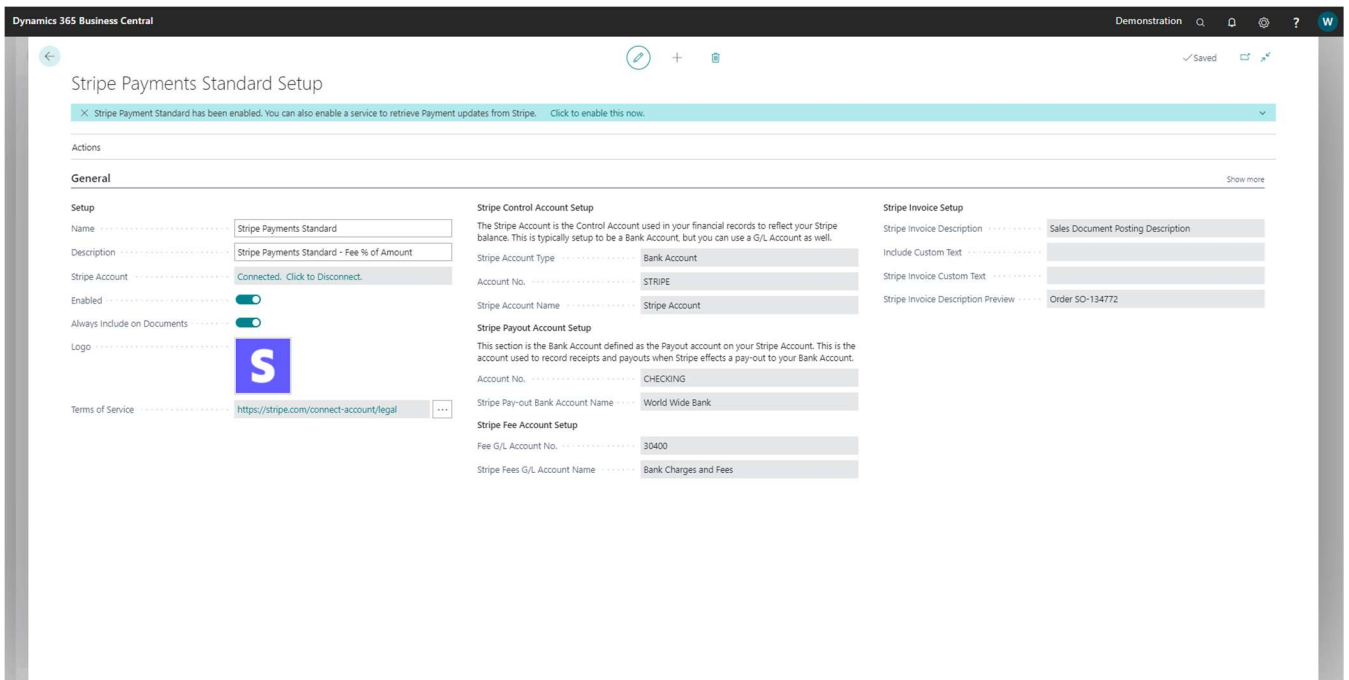 Dynamics 365 Business Central
Demonstration
?
W
Saved
Stripe Payments Standard Setup
Stripe Payment Standard has been enabled. You can also enable a service to retrieve Payment updates from Stripe. Click to enable this now.
Actions
General
Show more
Setup
Name
Stripe Payments Standard
Description
Stripe Payments Standard - Fee % of Amount
Stripe Account
Connected. Click to Disconnect.
Enabled
Always Include on Documents
Logo
S
Terms of Service
https://stripe.com/connect-account/legal
...
Stripe Control Account Setup
The Stripe Account is the Control Account used in your financial records to reflect your Stripe
balance. This is typically setup to be a Bank Account, but you can use a G/L Account as well.
Stripe Account Type
Bank Account
Account No.
STRIPE
Stripe Account Name
Stripe Account
Stripe Payout Account Setup
This section is the Bank Account defined as the Payout account on your Stripe Account. This is the
account used to record receipts and payouts when Stripe effects a pay-out to your Bank Account.
Account No.
CHECKING
Stripe Pay-out Bank Account Name
World Wide Bank
Stripe Fee Account Setup
Fee G/L Account No.
30400
Stripe Fees G/L Account Name
Bank Charges and Fees
Stripe Invoice Setup
Stripe Invoice Description
Sales Document Posting Description
Include Custom Text
Stripe Invoice Custom Text
Stripe Invoice Description Preview
Order SO-134772